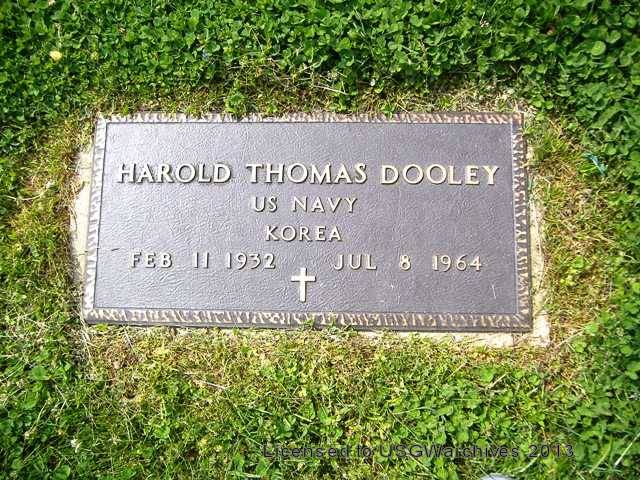 HAROLD THOMAS DOOLEY
US NAVY
KOREA
FEB 11 1932 JUL 8 1964
Licensed to USGWarchives 2013